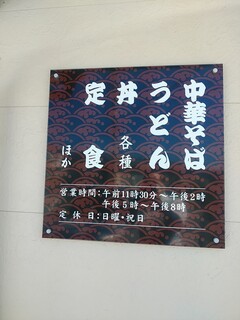 中華そば
うどん
丼 各種
定食 ほか
営業時間：午前11時30分～午後2時
午後5時～午後8時
定休日：日曜・祝日